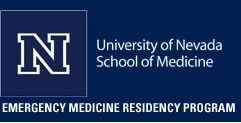 N
University of Nevada
School of Medicine
EMERGENCY MEDICINE RESIDENCY PROGRAM